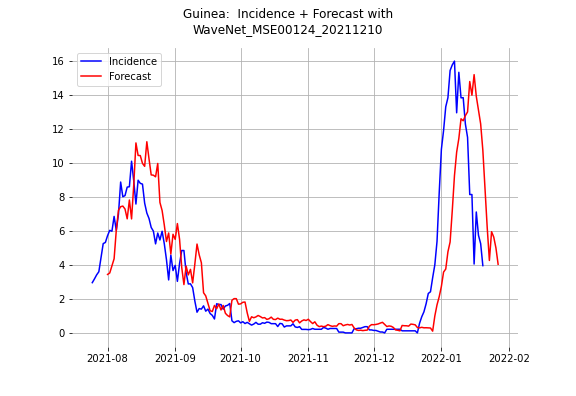 Guinea:  Incidence + Forecast with
WaveNet_MSE00124_20211210
Incidence
Forecast
16
14
12
10
8
6
4
2
0
2021-08 2021-09 2021-10 2021-11 2021-12 2022-01 2022-02